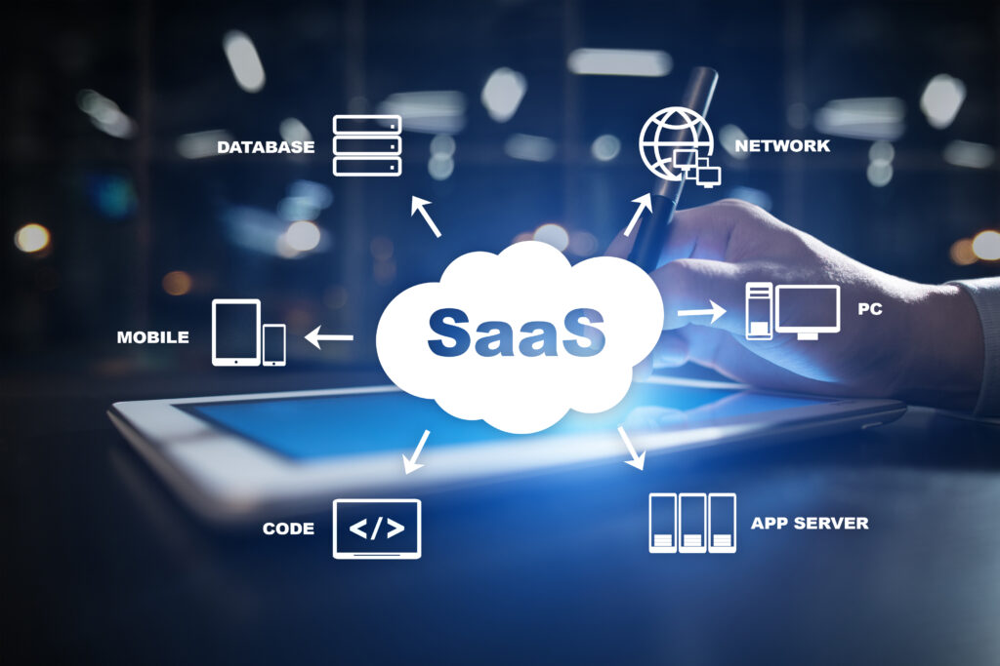 DATABASE
NETWORK
SaaS
MOBILE
PC
CODE
</>
APP SERVER